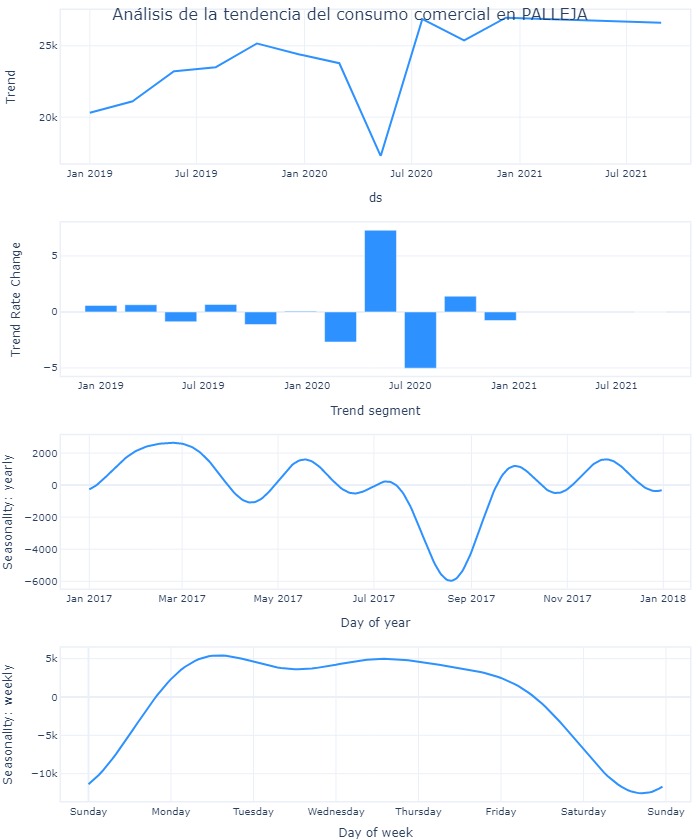 Análisis de la tendencia del consumo comercial en PALLEJA
25k
20k
Trend
Jan 2019 Jul 2019 Jan 2020 Jul 2020 Jan 2021 Jul 2021
ds
5
0
−5
Trend Rate Change
Jan 2019 Jul 2019 Jan 2020 Jul 2020 Jan 2021 Jul 2021
Trend segment
2000
0
−2000
−4000
−6000
Seasonality: yearly
Jan 2017 Mar 2017 May 2017 Jul 2017 Sep 2017 Nov 2017 Jan 2018
Day of year
5k
0
−5k
−10k
Seasonality: weekly
Sunday Monday Tuesday Wednesday Thursday Friday Saturday Sunday
Day of week